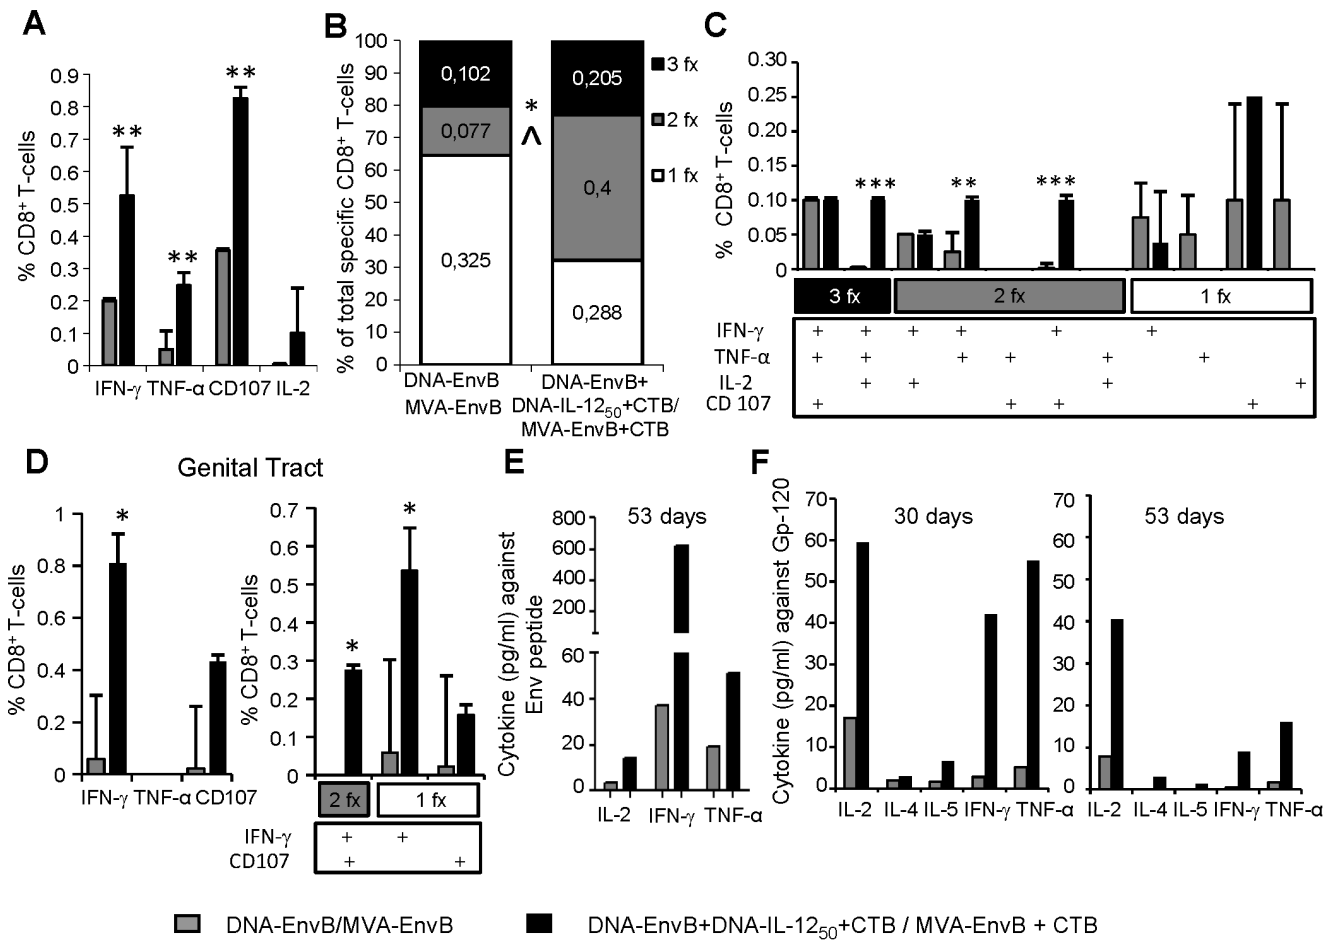 A
% CD8+ T-cells
0.9
0.8
0.7
0.6
0.5
0.4
0.3
0.2
0.1
0
**
**
**
IFN-γ TNF-α CD107 IL-2
B
% of total specific CD8+ T-cells
100
90
80
70
60
50
40
30
20
10
0
0,102
0,077
0,325
*
^
0,205
0,4
0,288
3 fx
2 fx
1 fx
DNA-EnvB
MVA-EnvB
DNA-EnvB+
DNA-IL-1250+CTB/
MVA-EnvB+CTB
C
% CD8+ T-cells
0.30
0.25
0.20
0.15
0.10
0.05
0
***
**
***
3 fx
2 fx
1 fx
IFN-γ + + + + + +
TNF-α + + + + + +
IL-2 + + + +
CD 107 + + + +
D
Genital Tract
% CD8+ T-cells
1
0.8
0.6
0.4
0.2
0
*
IFN-γ TNF-α CD107
% CD8+ T-cells
0.7
0.6
0.5
0.4
0.3
0.2
0.1
0
*
*
2 fx
1 fx
IFN-γ + +
CD107 + +
E
Cytokine (pg/ml) against
Env peptide
53 days
800
600
400
200
60
40
20
0
IL-2 IFN-γ TNF-α
F
Cytokine (pg/ml) against Gp-120
30 days
70
60
50
40
30
20
10
0
IL-2 IL-4 IL-5 IFN-γ TNF-α
53 days
70
60
50
40
30
20
10
0
IL-2 IL-4 IL-5 IFN-γ TNF-α
DNA-EnvB/MVA-EnvB
DNA-EnvB+DNA-IL-1250+CTB / MVA-EnvB + CTB